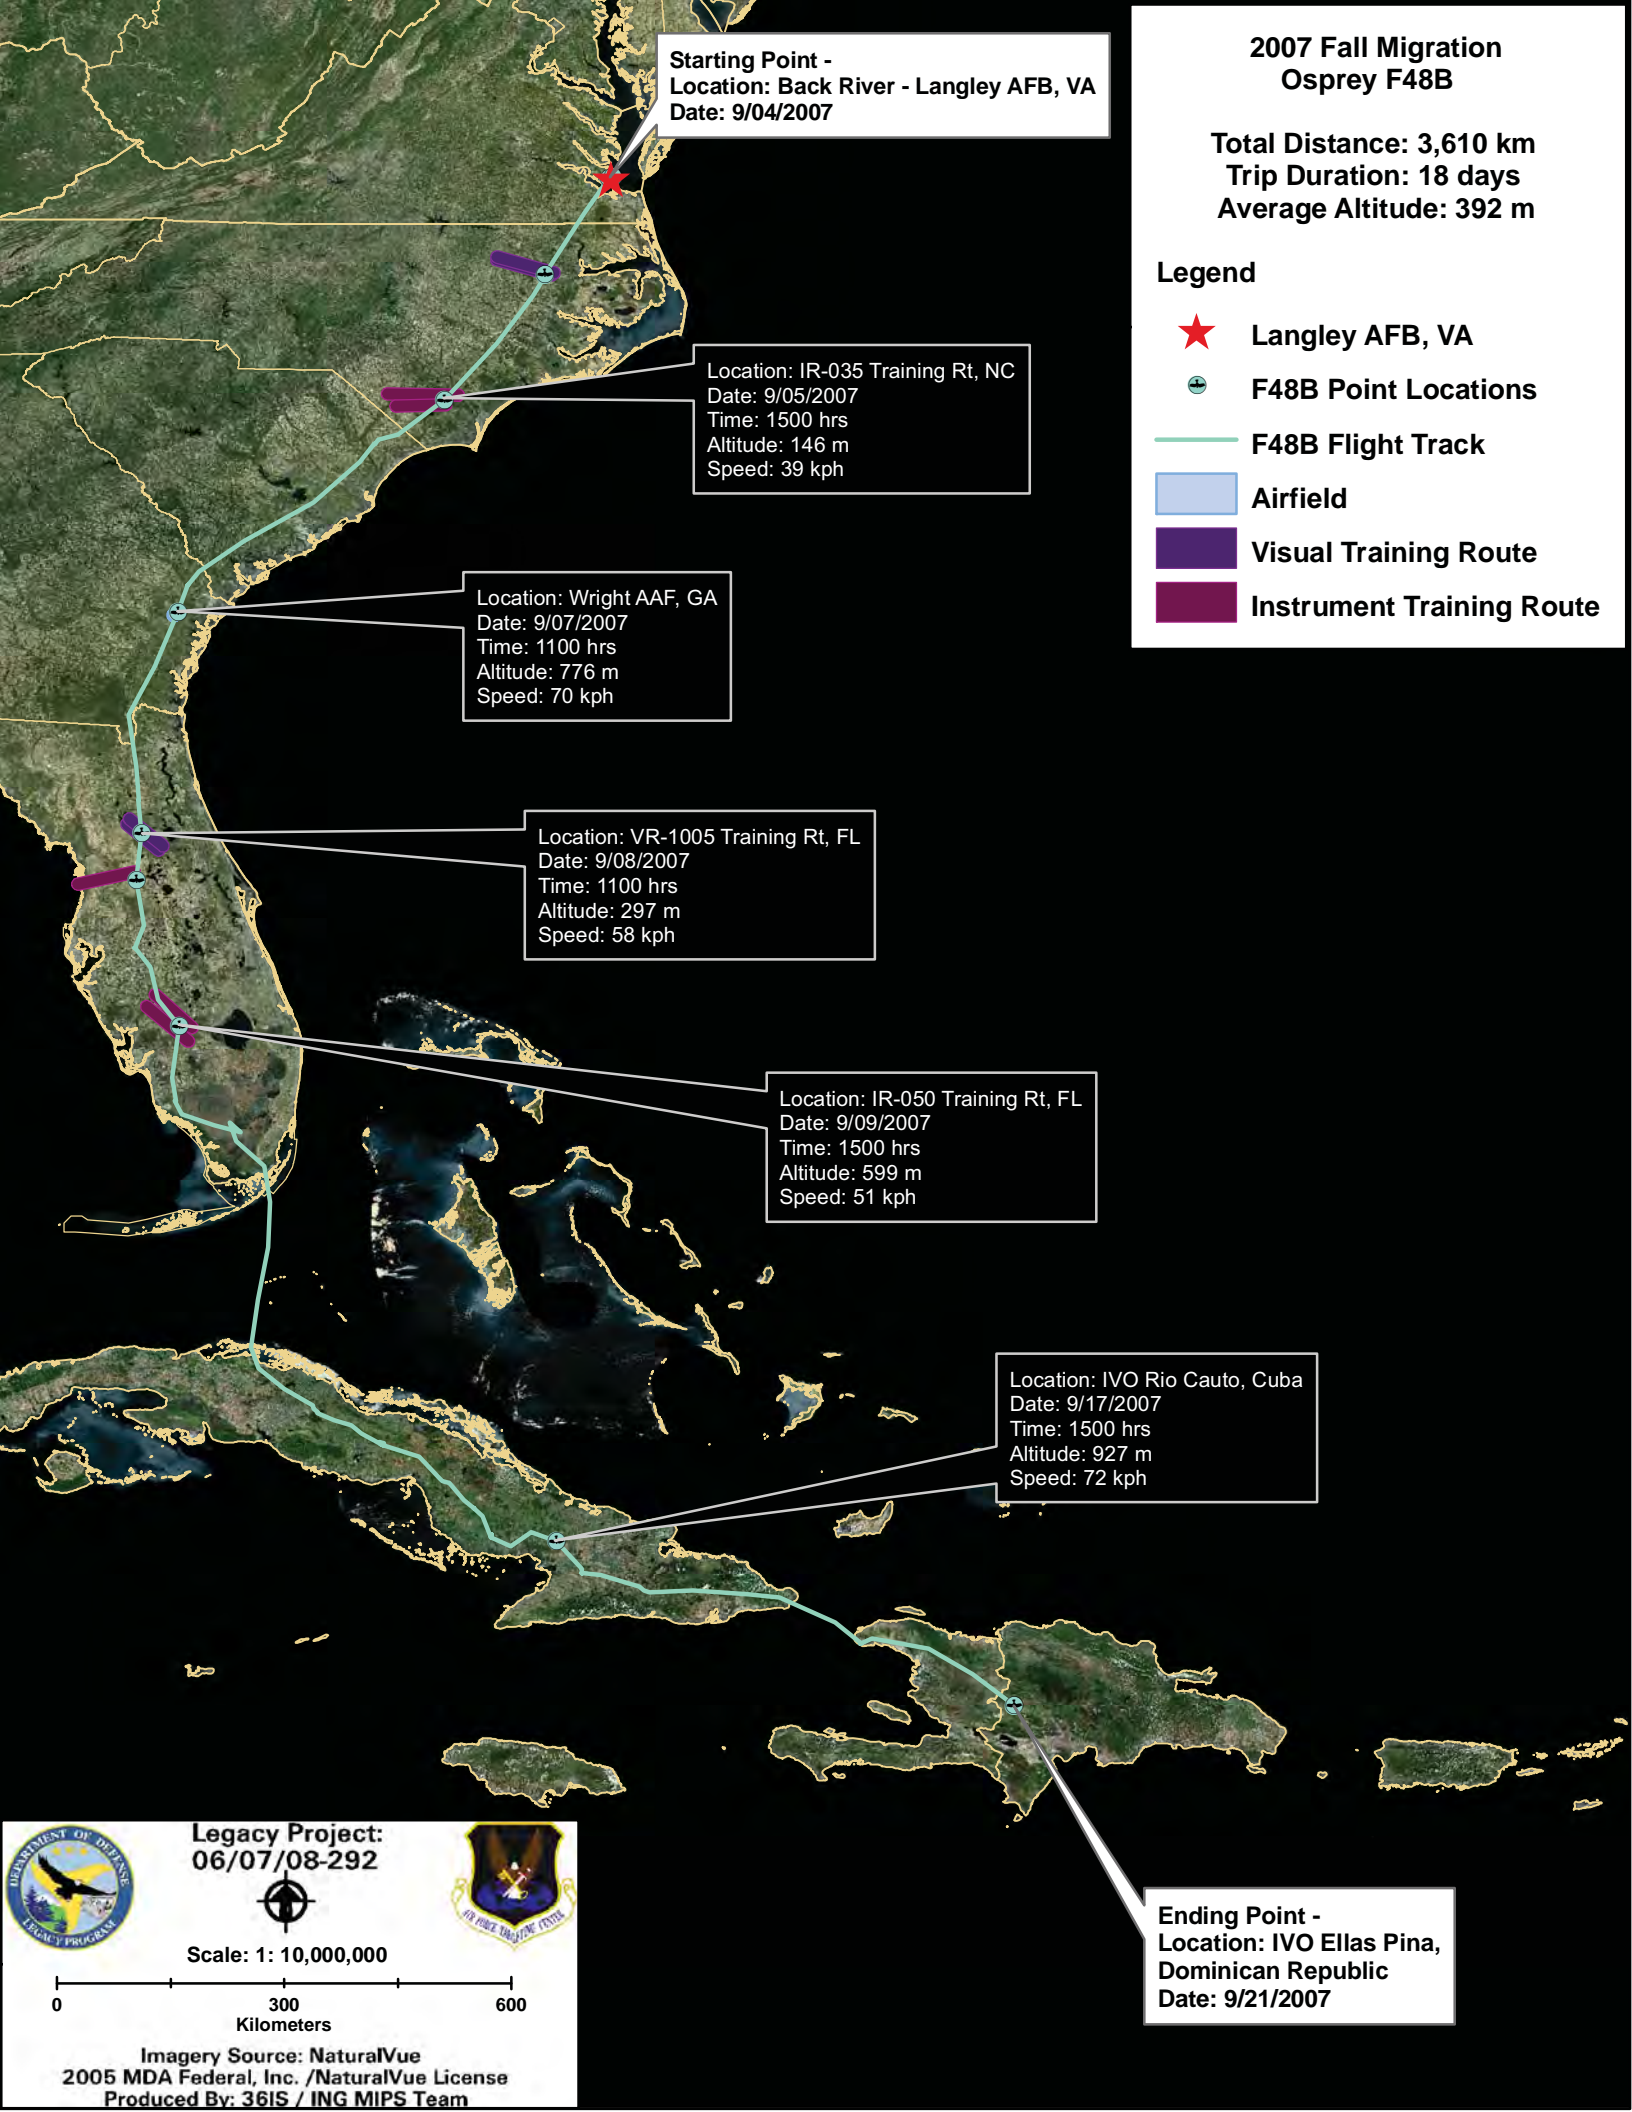 Starting Point -
Location: Back River - Langley AFB, VA
Date: 9/04/2007
2007 Fall Migration
Osprey F48B
Total Distance: 3,610 km
Trip Duration: 18 days
Average Altitude: 392 m
Legend
Langley AFB, VA
F48B Point Locations
F48B Flight Track
Airfield
Visual Training Route
Instrument Training Route
Location: IR-035 Training Rt, NC
Date: 9/05/2007
Time: 1500 hrs
Altitude: 146 m
Speed: 39 kph
Location: Wright AAF, GA
Date: 9/07/2007
Time: 1100 hrs
Altitude: 776 m
Speed: 70 kph
Location: VR-1005 Training Rt, FL
Date: 9/08/2007
Time: 1100 hrs
Altitude: 297 m
Speed: 58 kph
Location: IR-050 Training Rt, FL
Date: 9/09/2007
Time: 1500 hrs
Altitude: 599 m
Speed: 51 kph
Location: IVO Rio Cauto, Cuba
Date: 9/17/2007
Time: 1500 hrs
Altitude: 927 m
Speed: 72 kph
Ending Point -
Location: IVO Ellas Pina,
Dominican Republic
Date: 9/21/2007
DEPARTMENT OF DEFENSE
LEGACY PROGRAM
Legacy Project:
06/07/08-292
AIR FORCE TARGETING CENTER
Scale: 1: 10,000,000
0 300 600
Kilometers
Imagery Source: NaturalVue
2005 MDA Federal, Inc. /NaturalVue License
Produced By: 36IS / ING MIPS Team